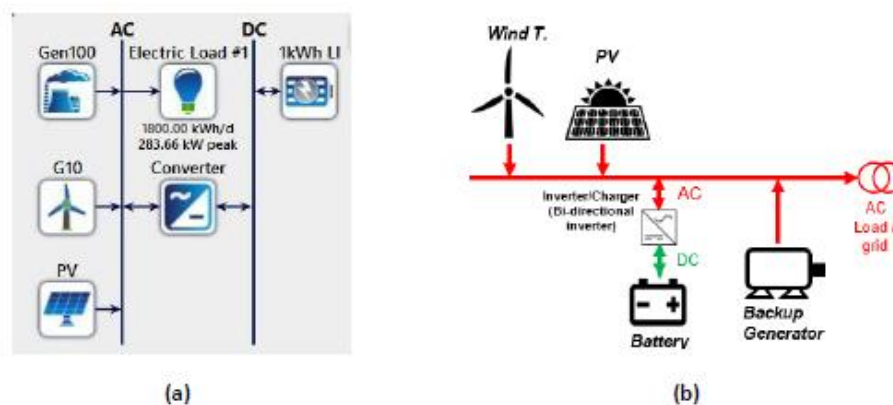 AC DC
Gen100 Electric Load #1 1kWh LI
1800.00 kWh/d
283.66 kW peak
G10 Converter
PV
(a)
Wind T.
PV
Inverter/Charger
(Bi-directional
inverter)
AC
DC
Battery
Backup
Generator
AC
Load /
grid
(b)